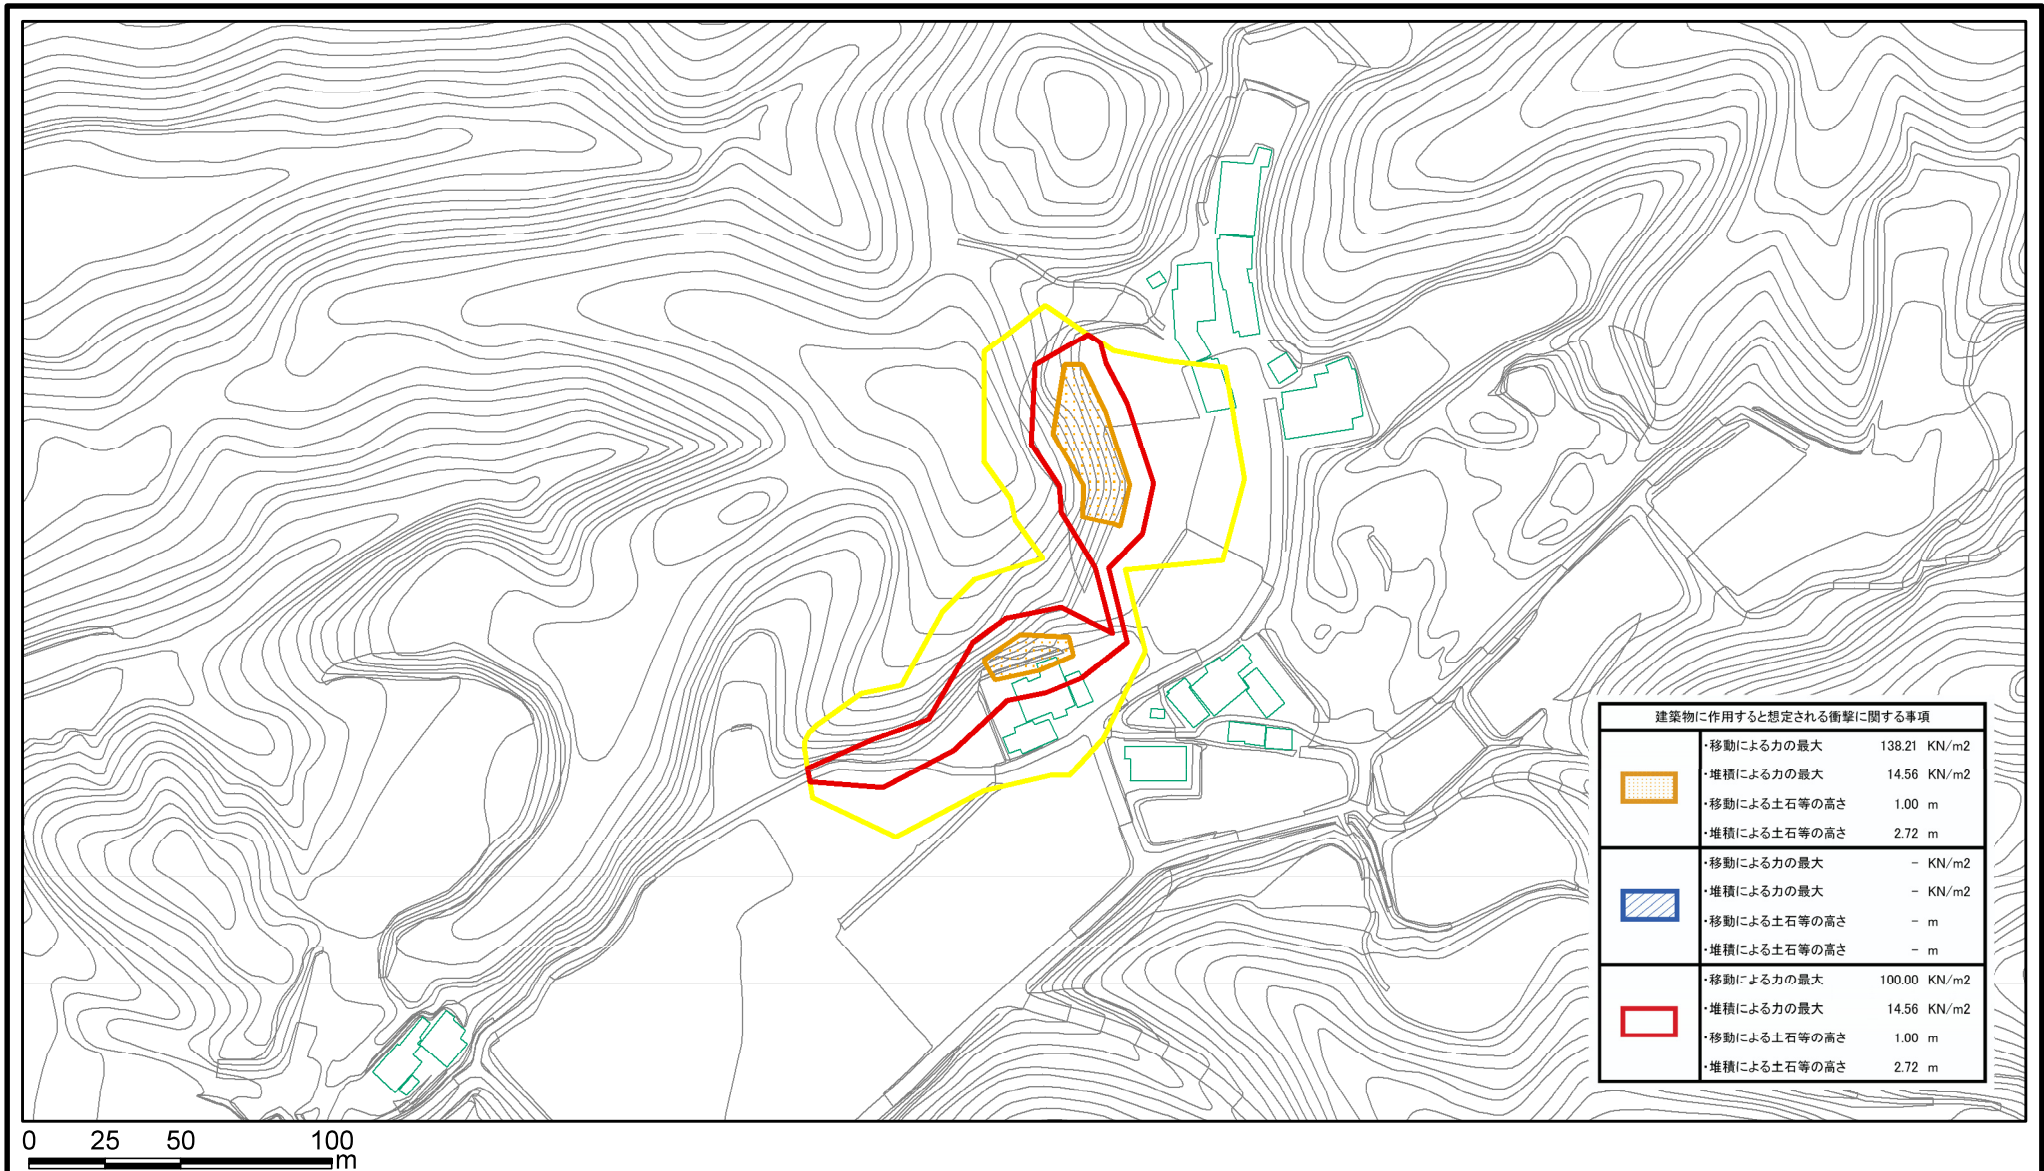 建築物に作用すると想定される衝撃に関する事項
・移動による力の最大 138.21 KN/m2
・堆積による力の最大 14.56 KN/m2
・移動による土石等の高さ 1.00 m
・堆積による土石等の高さ 2.72 m
・移動による力の最大 - KN/m2
・堆積による力の最大 - KN/m2
・移動による土石等の高さ - m
・堆積による土石等の高さ - m
・移動による力の最大 100.00 KN/m2
・堆積による力の最大 14.56 KN/m2
・移動による土石等の高さ 1.00 m
・堆積による土石等の高さ 2.72 m
0 25 50 100
m